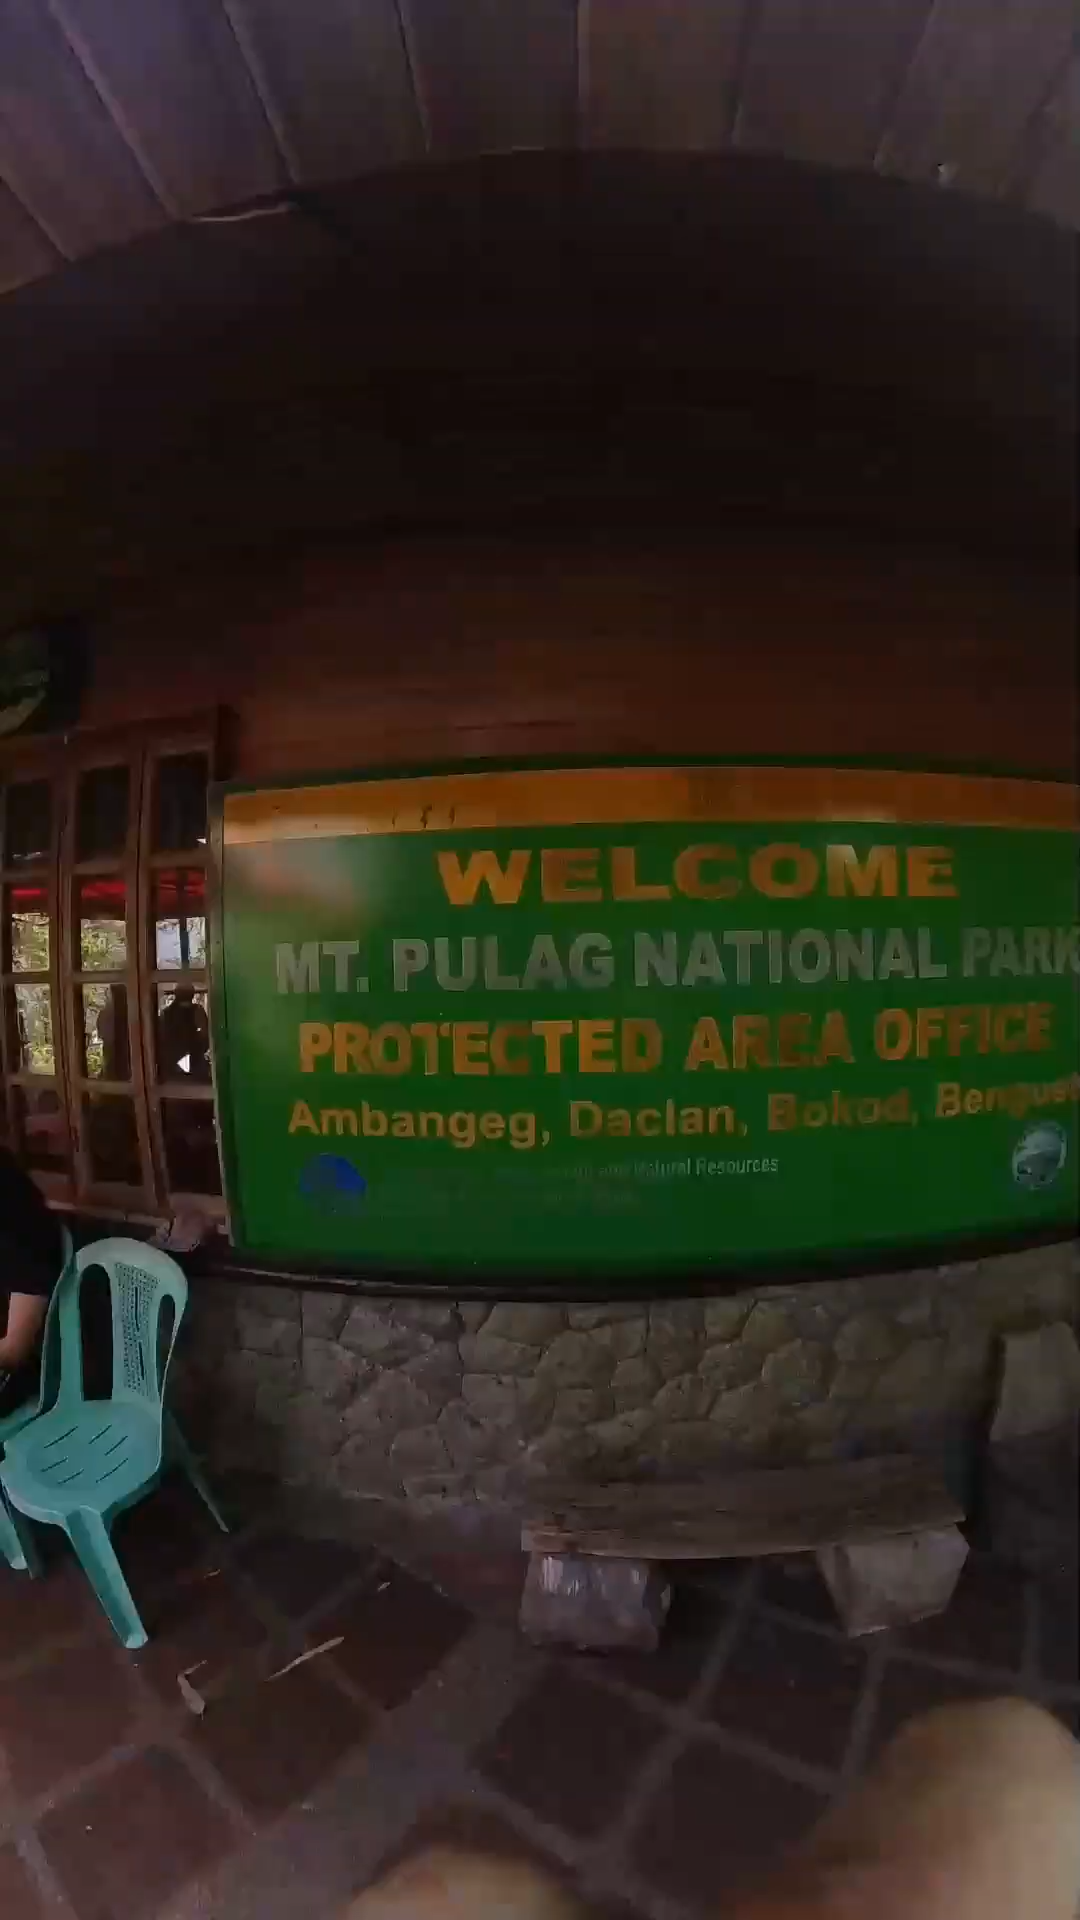 WELCOME
MT. PULAG NATIONAL PARK
PROTECTED AREA OFFICE
Ambangeg, Daclan, Bokod, Benguet
and Natural Resources